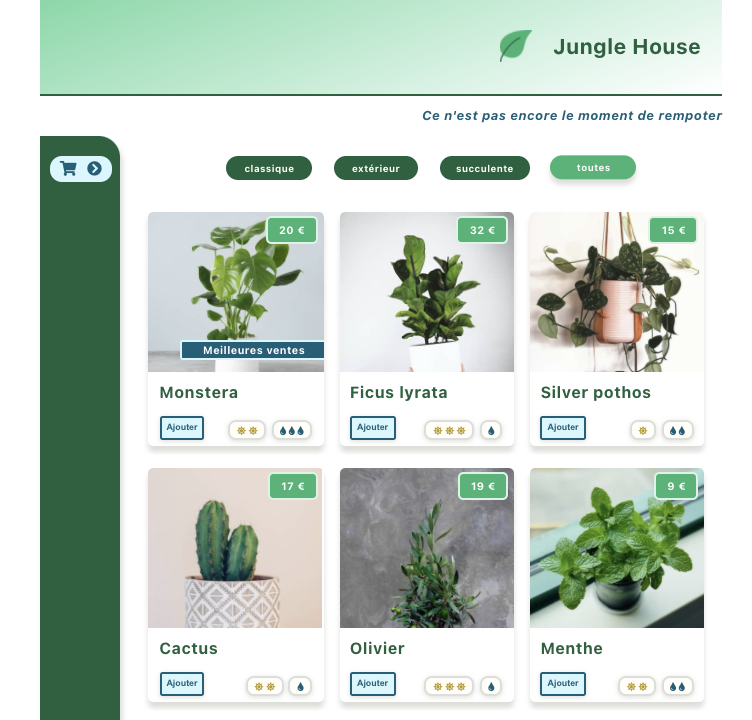 Jungle House
Ce n'est pas encore le moment de rempoter
classique
extérieur
succulente
toutes
20 €
Meilleures ventes
Monstera
Ajouter
32 €
Ficus lyrata
Ajouter
15 €
Silver pothos
Ajouter
17 €
Cactus
Ajouter
19 €
Olivier
Ajouter
9 €
Menthe
Ajouter